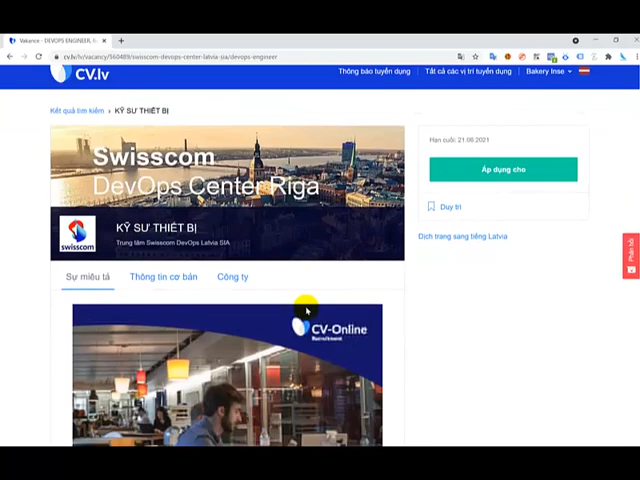 Vakance - DEVOPS ENGINEER, R
cv.lv/lv/vacancy/560489/swisscom-devops-center-latvia-sia/devops-engineer
CV.lv
Thông báo tuyển dụng
Tất cả các vị trí tuyển dụng
Bakery Inse
Kết quả tìm kiếm › KỸ SƯ THIẾT BỊ
Swisscom
DevOps Center Riga
swisscom
KỸ SƯ THIẾT BỊ
Trung tâm Swisscom DevOps Latvia SIA
Hạn cuối: 21.06.2021
Áp dụng cho
Duy trì
Dịch trang sang tiếng Latvia
Phản hồi
Sự miêu tả
Thông tin cơ bản
Công ty
CV-Online
Recruitment